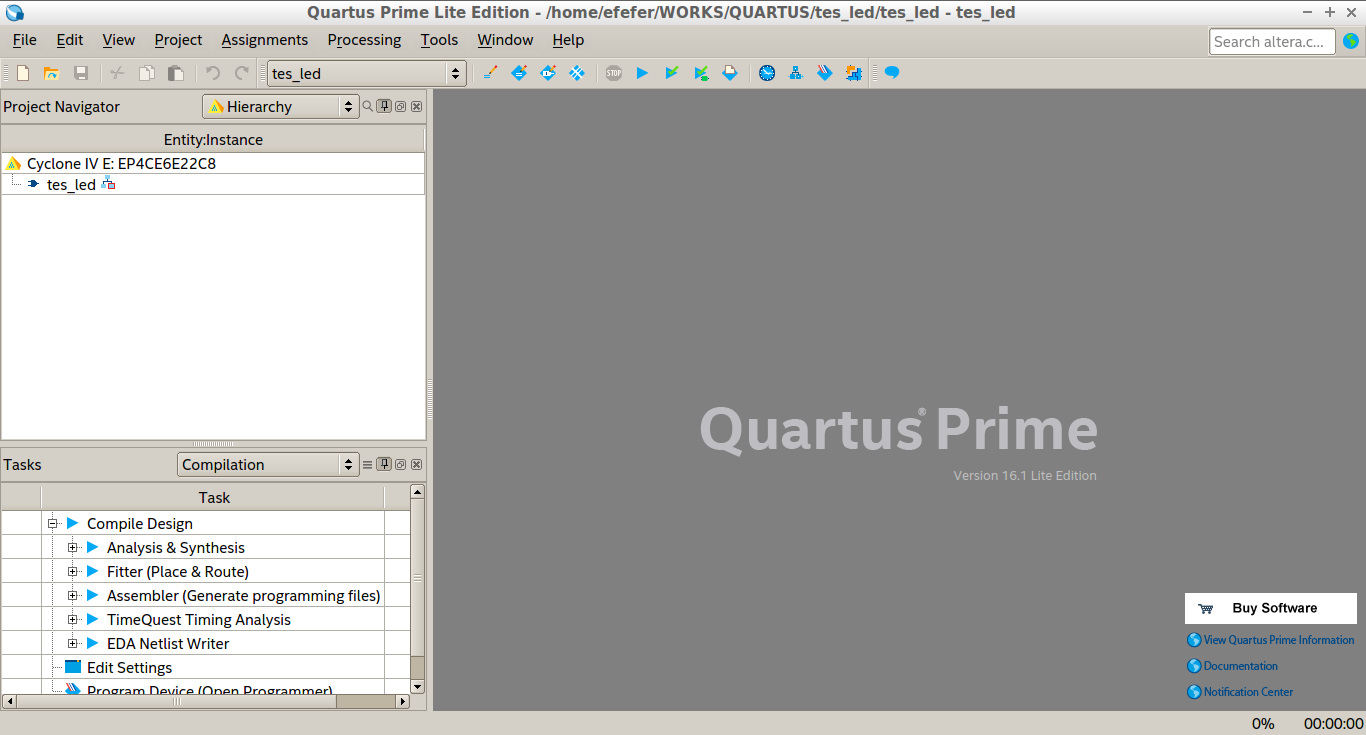 Quartus Prime Lite Edition - /home/efefer/WORKS/QUARTUS/tes_led/tes_led - tes_led
File Edit View Project Assignments Processing Tools Window Help Search altera.c...
tes_led STOP
Project Navigator Hierarchy
Entity:Instance
Cyclone IV E: EP4CE6E22C8
tes_led
Quartus® Prime
Version 16.1 Lite Edition
Tasks Compilation
Task
Compile Design
Analysis & Synthesis
Fitter (Place & Route)
Assembler (Generate programming files)
TimeQuest Timing Analysis
EDA Netlist Writer
Edit Settings
Program Device (Open Programmer)
Buy Software
View Quartus Prime Information
Documentation
Notification Center
0% 00:00:00